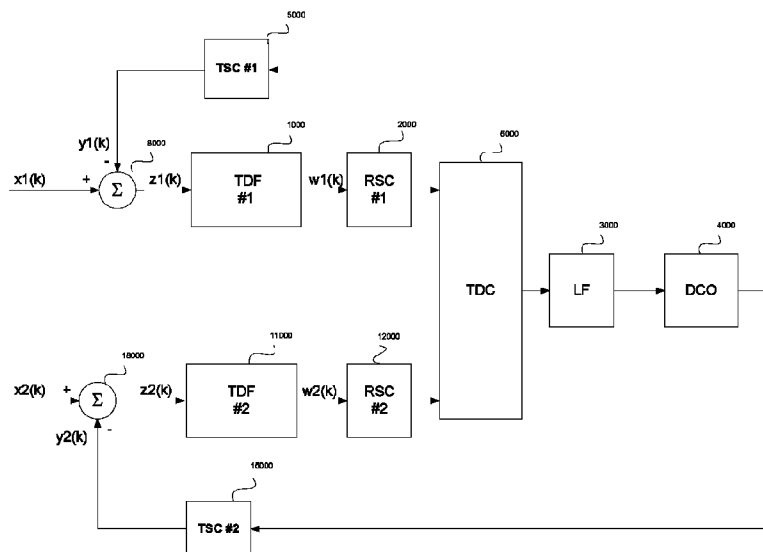 5000
TSC #1
y1(k)
-
8000
x1(k)
+
Σ
z1(k)
1000
TDF
#1
w1(k)
2000
RSC
#1
6000
TDC
3000
LF
4000
DCO
18000
x2(k)
+
Σ
z2(k)
11000
TDF
#2
w2(k)
12000
RSC
#2
y2(k)
-
15000
TSC #2